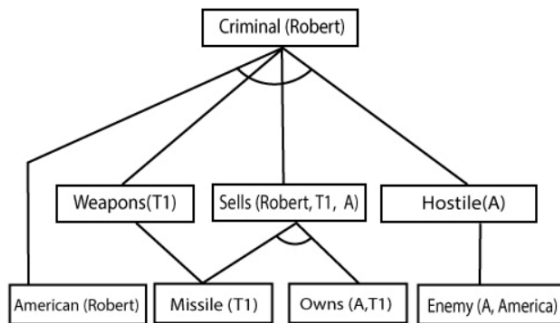 Criminal (Robert)
Weapons(T1)
Sells (Robert, T1, A)
Hostile(A)
American (Robert)
Missile (T1)
Owns (A,T1)
Enemy (A, America)